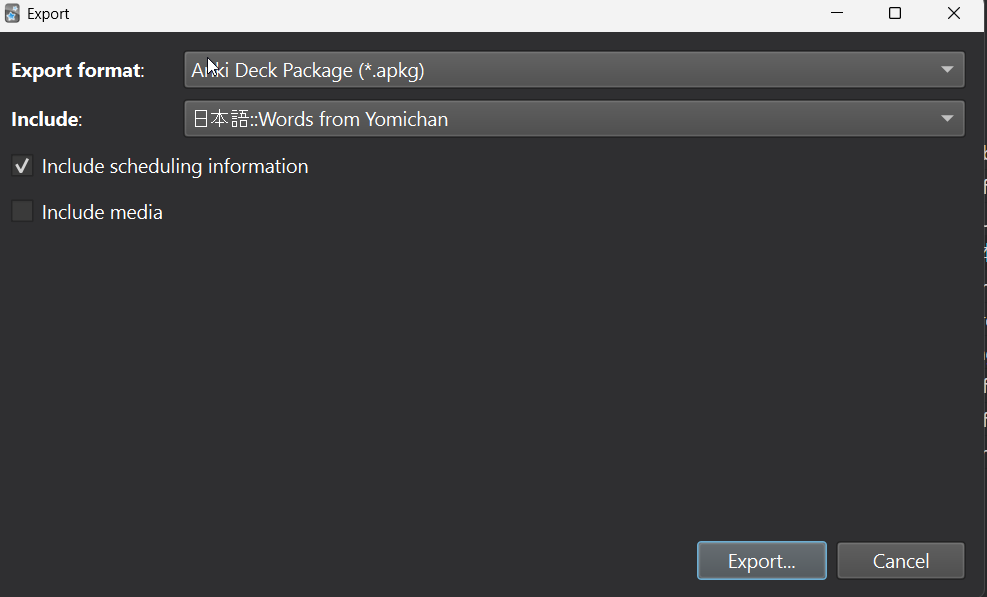 Export
Export format:
Anki Deck Package (*.apkg)
Include:
日本語::Words from Yomichan
Include scheduling information
Include media
Export...
Cancel